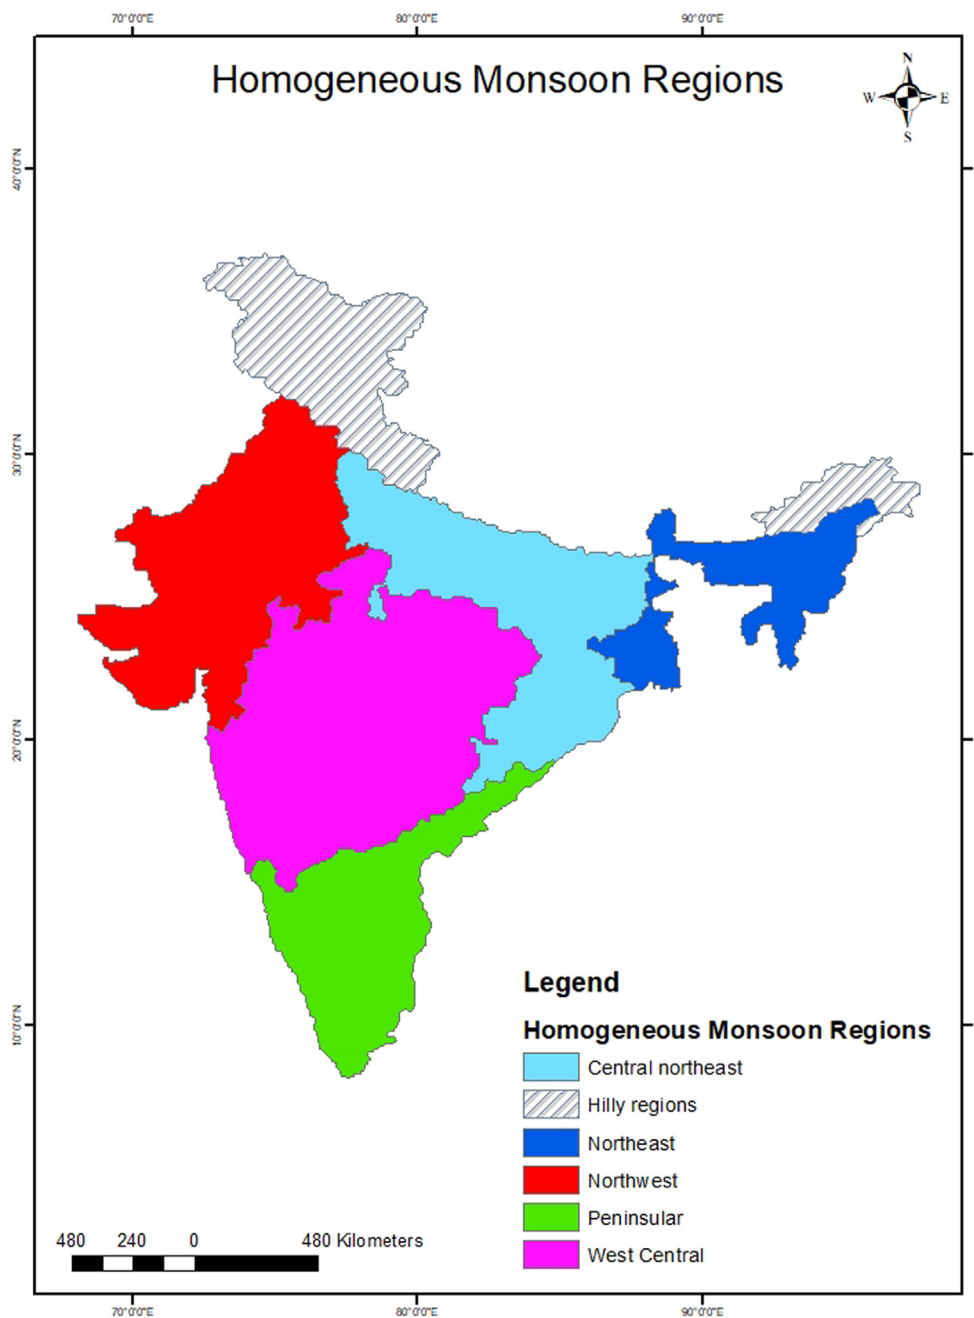 70°0'0"E 80°0'0"E 90°0'0"E
Homogeneous Monsoon Regions
N
W E
S
40°0'0"N
30°0'0"N
20°0'0"N
10°0'0"N
Legend
Homogeneous Monsoon Regions
Central northeast
Hilly regions
Northeast
Northwest
Peninsular
West Central
480 240 0 480 Kilometers
70°0'0"E 80°0'0"E 90°0'0"E